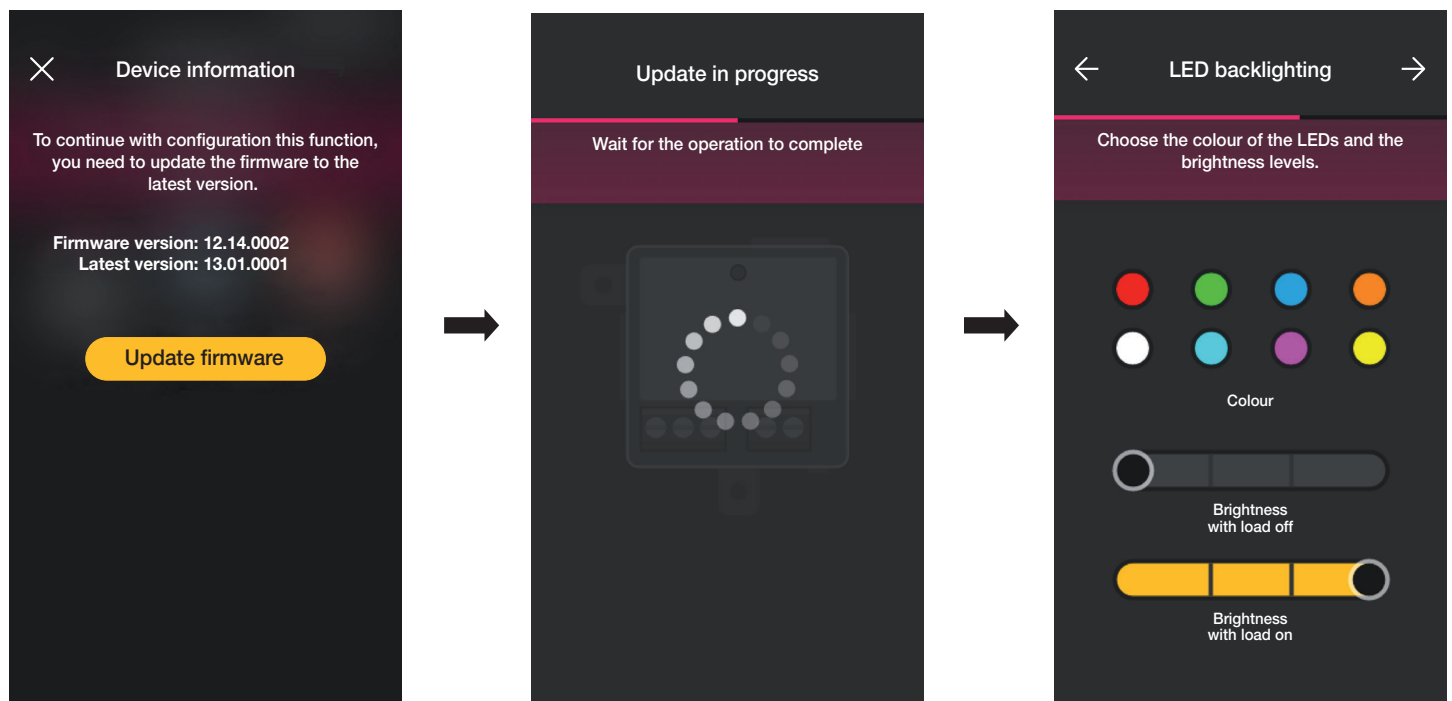 Device information
To continue with configuration this function,
you need to update the firmware to the
latest version.
Firmware version: 12.14.0002
Latest version: 13.01.0001
Update firmware
Update in progress
Wait for the operation to complete
LED backlighting
Choose the colour of the LEDs and the
brightness levels.
Colour
Brightness
with load off
Brightness
with load on